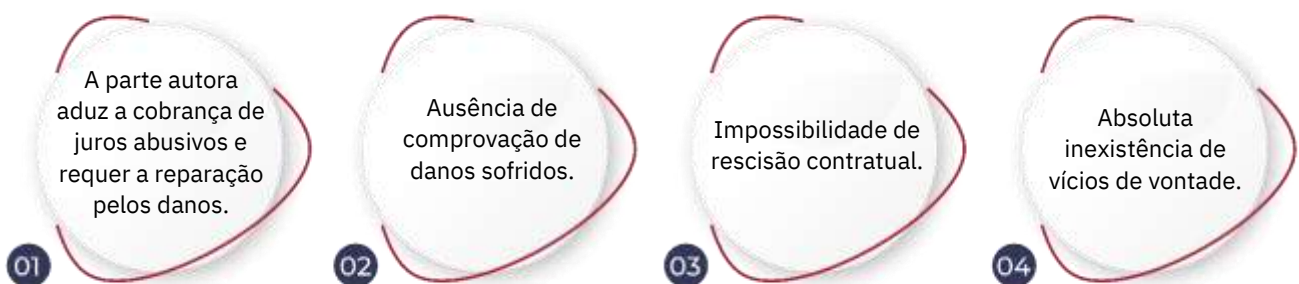 A parte autora
aduz a cobrança de
juros abusivos e
requer a reparação
pelos danos.
01
Ausência de
comprovação de
danos sofridos.
02
Impossibilidade de
rescisão contratual.
03
Absoluta
inexistência de
vícios de vontade.
04